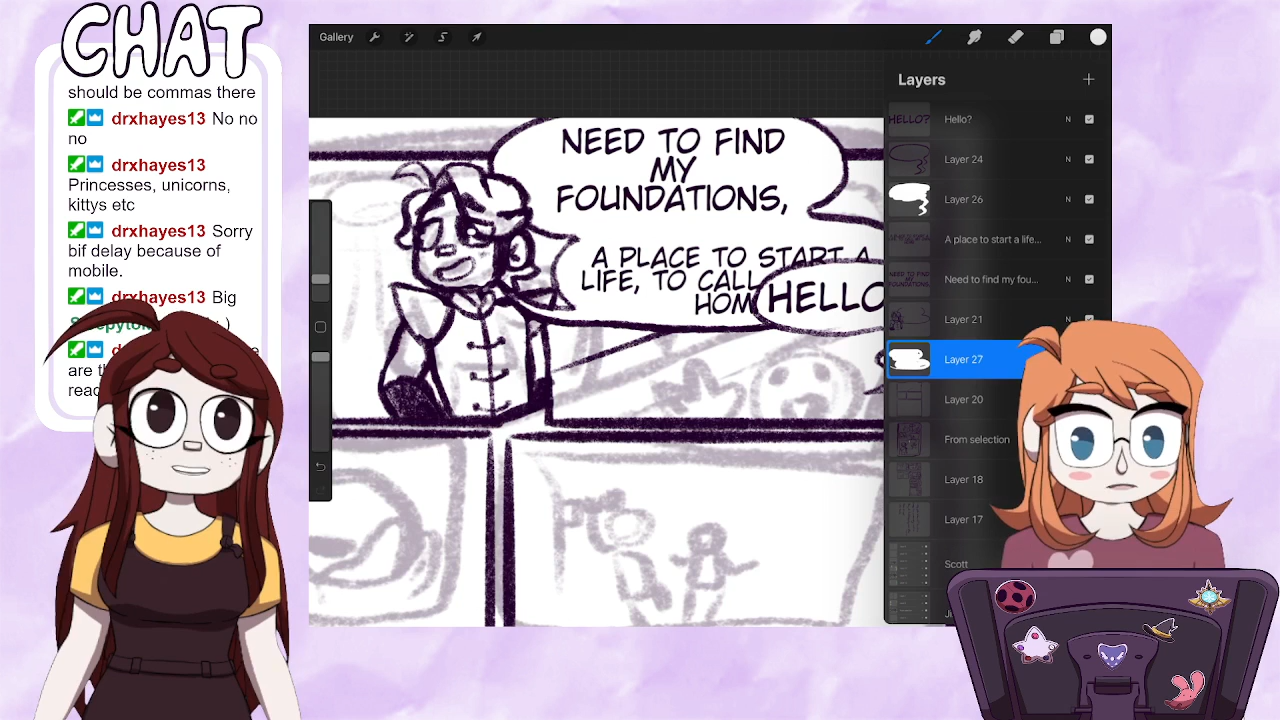 CHAT
should be commas there
drxhayes13 No no
no
drxhayes13
Princesses, unicorns,
kittys etc
drxhayes13 Sorry
bif delay because of
mobile.
drxhayes13 Big
are
Gallery
NEED TO FIND
MY
FOUNDATIONS,
A PLACE TO START A
LIFE, TO CALL
HOM
HELLO
Layers
HELLO?
Hello?
N
Layer 24
N
Layer 26
N
A place to start a life...
N
Need to find my fou...
N
Layer 21
Layer 27
Layer 20
From selection
Layer 18
Layer 17
Scott